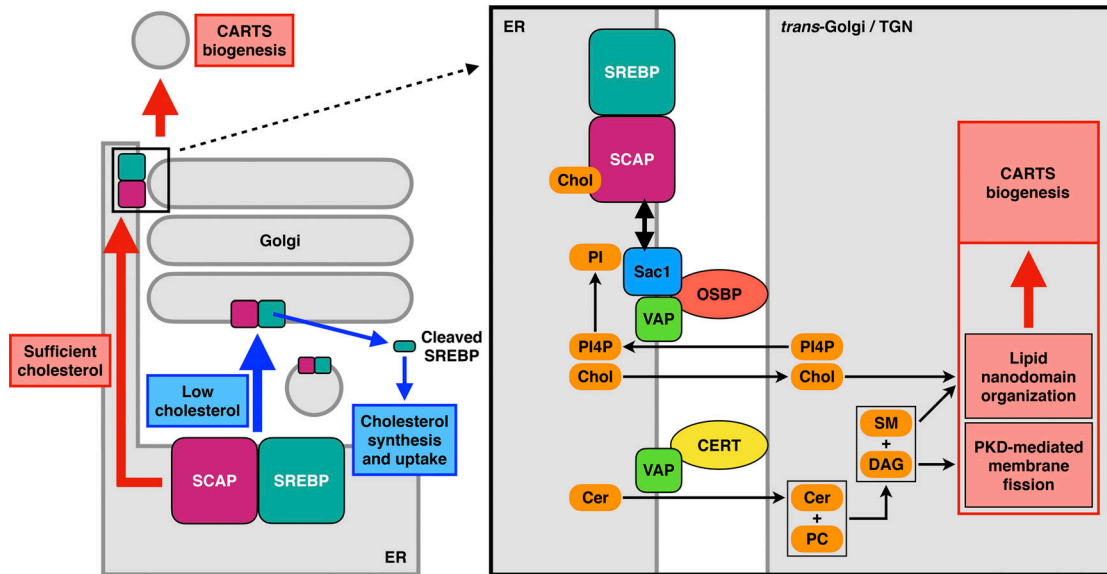 CARTS
biogenesis
Golgi
Sufficient
cholesterol
Low
cholesterol
Cleaved
SREBP
Cholesterol
synthesis
and uptake
SCAP
SREBP
ER
ER
trans-Golgi / TGN
SREBP
SCAP
Chol
PI
Sac1
OSBP
VAP
PI4P
PI4P
Chol
Chol
CERT
VAP
Cer
Cer
+
PC
SM
+
DAG
CARTS
biogenesis
Lipid
nanodomain
organization
PKD-mediated
membrane
fission